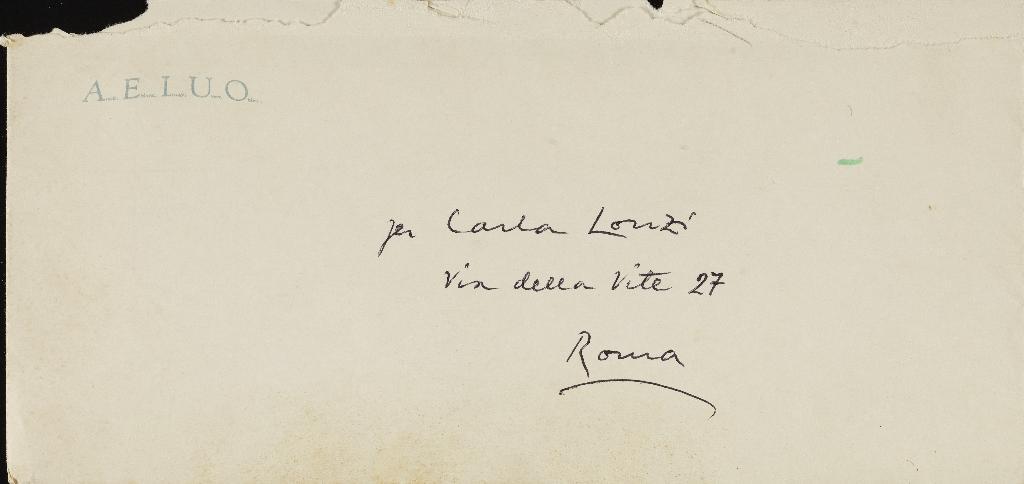 A. E. L. U. O.
per Carla Lonzi
Via della Vite 27
Roma